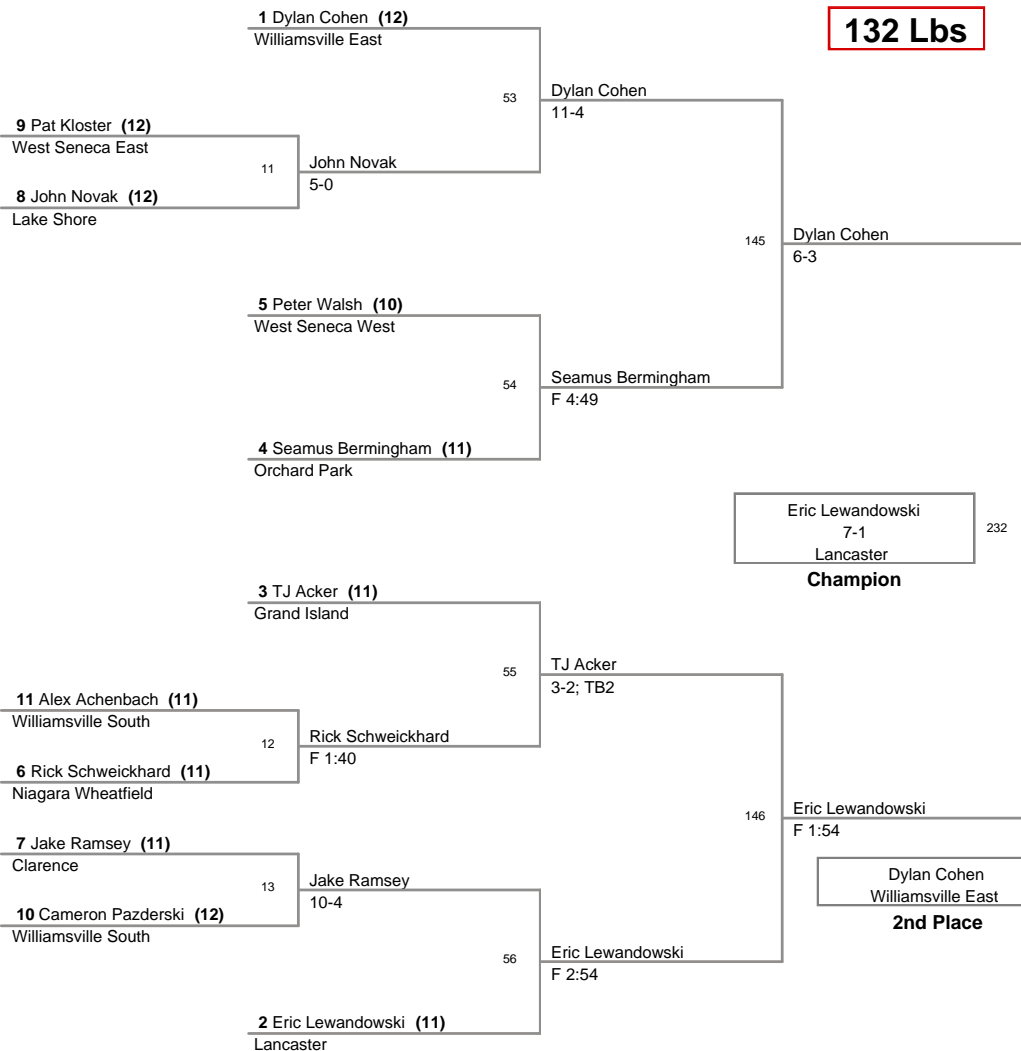 1 Dylan Cohen (12)
Williamsville East
132 Lbs
53
Dylan Cohen
11-4
9 Pat Kloster (12)
West Seneca East
11
John Novak
5-0
8 John Novak (12)
Lake Shore
145
Dylan Cohen
6-3
5 Peter Walsh (10)
West Seneca West
54
Seamus Bermingham
F 4:49
4 Seamus Bermingham (11)
Orchard Park
Eric Lewandowski
7-1
Lancaster
232
Champion
3 TJ Acker (11)
Grand Island
55
TJ Acker
3-2; TB2
11 Alex Achenbach (11)
Williamsville South
12
Rick Schweickhard
F 1:40
6 Rick Schweickhard (11)
Niagara Wheatfield
146
Eric Lewandowski
F 1:54
7 Jake Ramsey (11)
Clarence
13
Jake Ramsey
10-4
10 Cameron Pazderski (12)
Williamsville South
Dylan Cohen
Williamsville East
2nd Place
56
Eric Lewandowski
F 2:54
2 Eric Lewandowski (11)
Lancaster